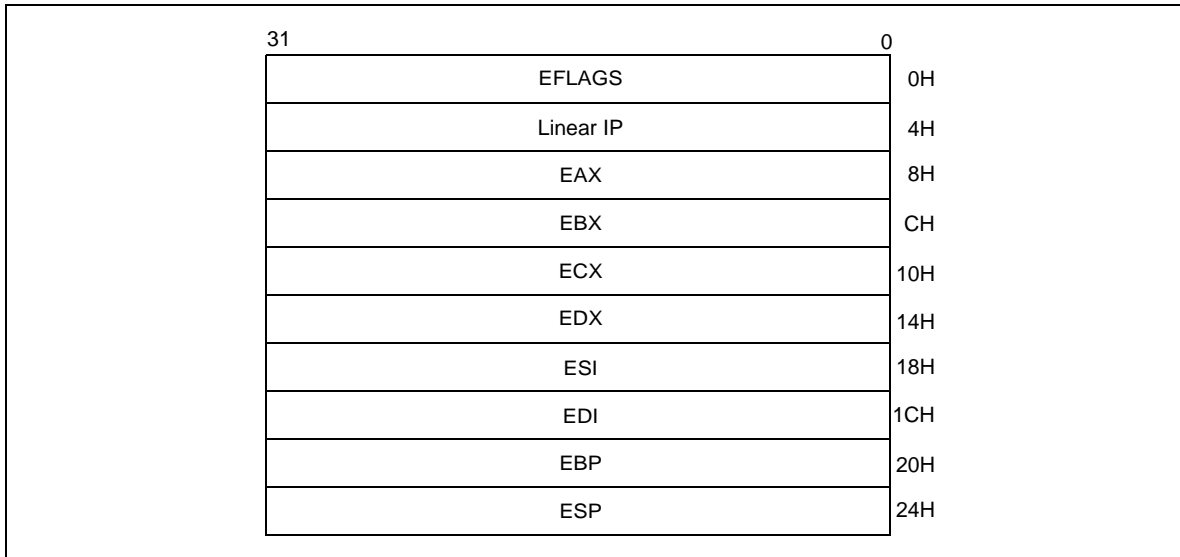 31 0
EFLAGS 0H
Linear IP 4H
EAX 8H
EBX CH
ECX 10H
EDX 14H
ESI 18H
EDI 1CH
EBP 20H
ESP 24H